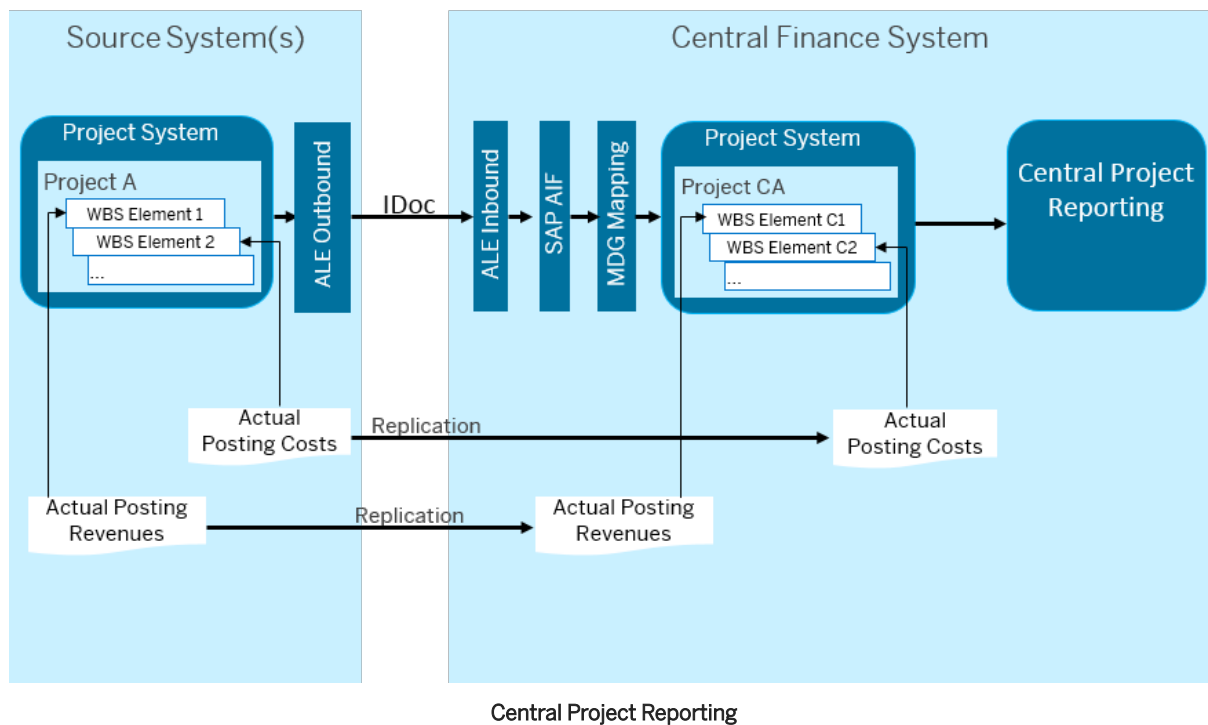 Source System(s)
Central Finance System
Project System
Project A
WBS Element 1
WBS Element 2
...
ALE Outbound
IDoc
ALE Inbound
SAP AIF
MDG Mapping
Project System
Project CA
WBS Element C1
WBS Element C2
...
Central Project
Reporting
Actual
Posting Costs
Replication
Actual
Posting Costs
Actual Posting
Revenues
Replication
Actual Posting
Revenues
Central Project Reporting